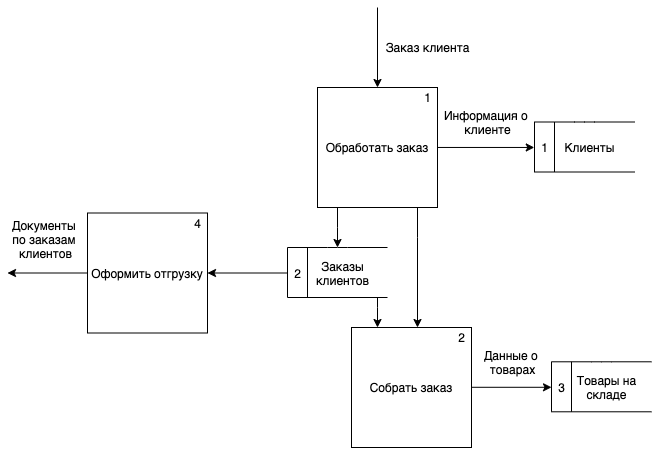 Заказ клиента
1
Обработать заказ
Информация о
клиенте
1
Клиенты
Документы
по заказам
клиентов
4
Оформить отгрузку
2
Заказы
клиентов
2
Собрать заказ
Данные о
товарах
3
Товары на
складе